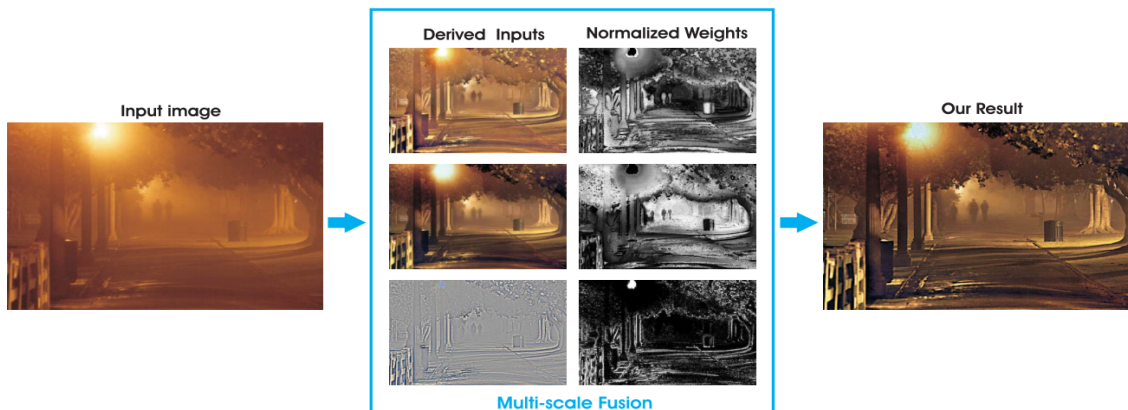 Input image
Derived Inputs
Normalized Weights
Multi-scale Fusion
Our Result